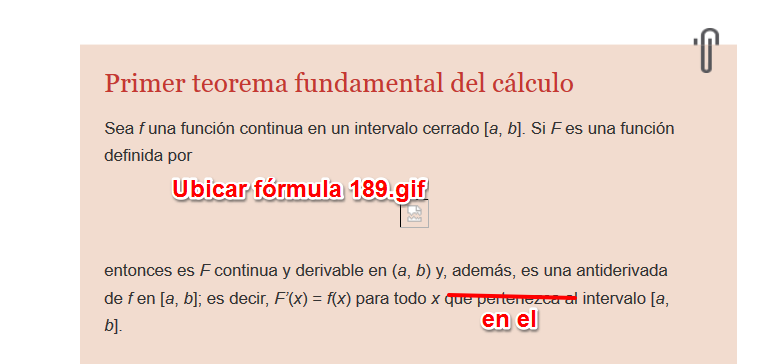 Primer teorema fundamental del cálculo
Sea f una función continua en un intervalo cerrado [a, b]. Si F es una función
definida por
Ubicar fórmula 189.gif
entonces es F continua y derivable en (a, b) y, además, es una antiderivada
de f en [a, b]; es decir, F'(x) = f(x) para todo x que pertenezca al intervalo [a,
en el
b].